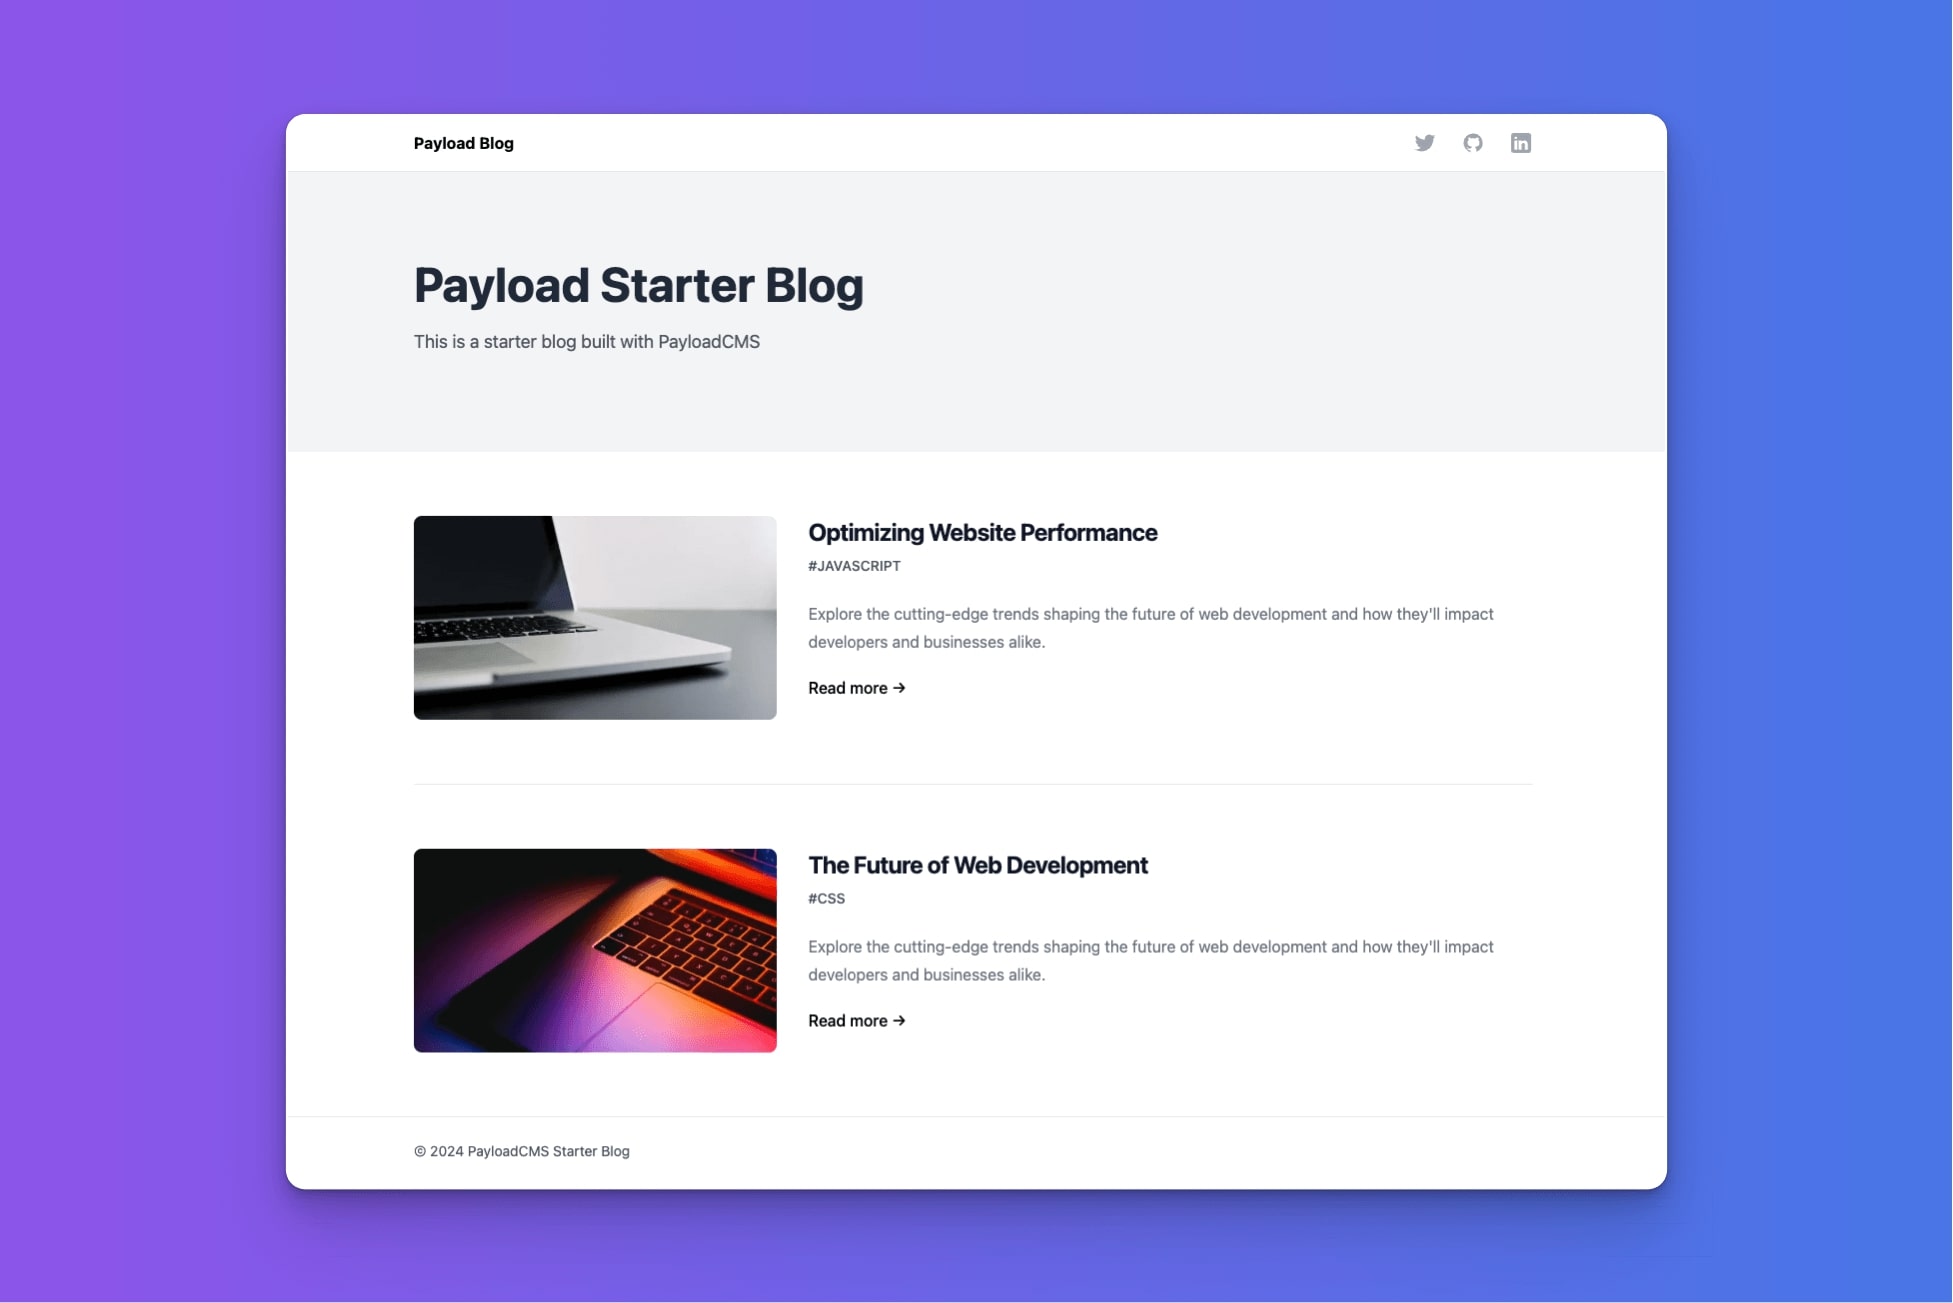 Payload Blog
Payload Starter Blog
This is a starter blog built with PayloadCMS
Optimizing Website Performance
#JAVASCRIPT
Explore the cutting-edge trends shaping the future of web development and how they'll impact
developers and businesses alike.
Read more →
The Future of Web Development
#CSS
Explore the cutting-edge trends shaping the future of web development and how they'll impact
developers and businesses alike.
Read more →
© 2024 PayloadCMS Starter Blog